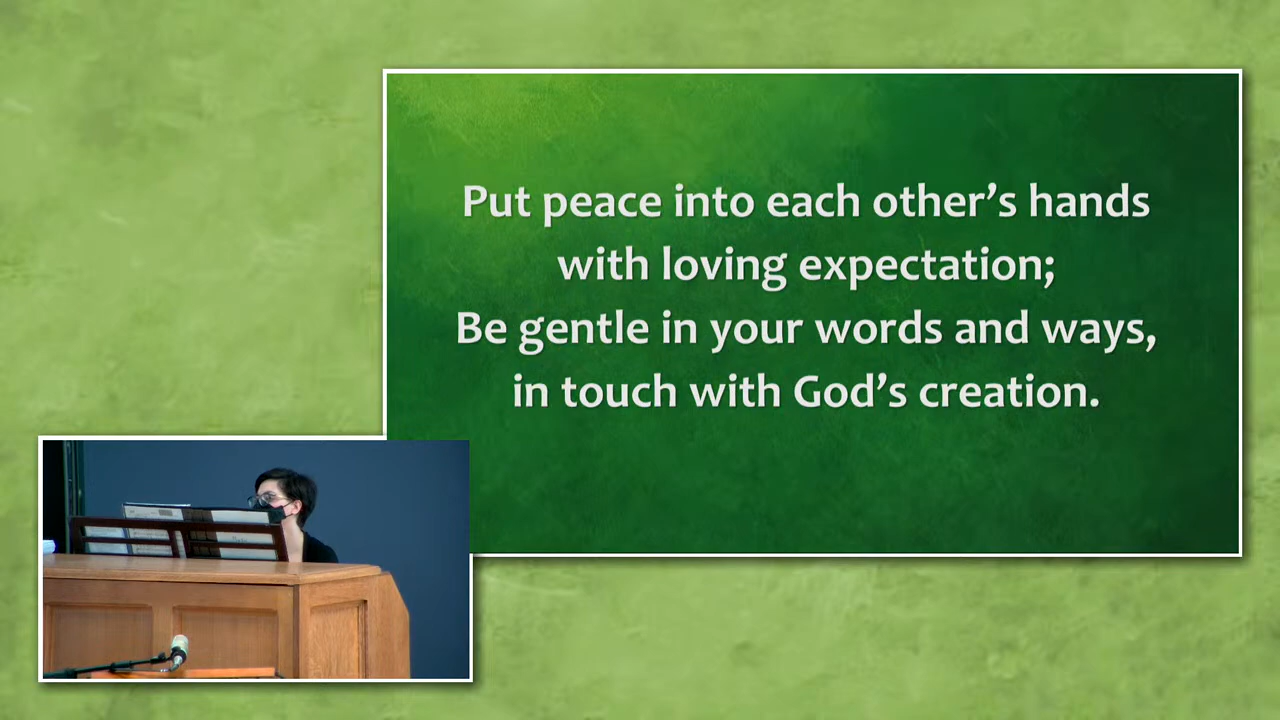 Put peace into each other’s hands
with loving expectation;
Be gentle in your words and ways,
in touch with God’s creation.